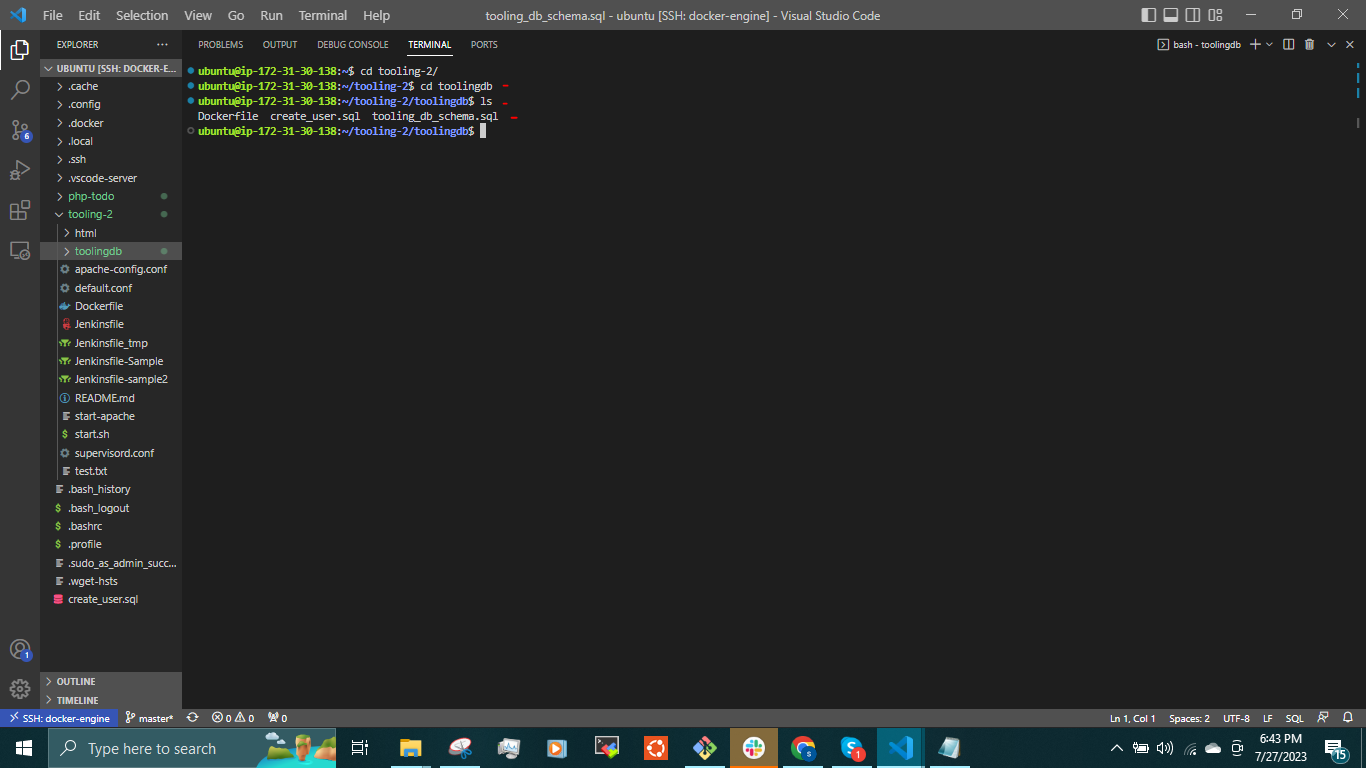 File Edit Selection View Go Run Terminal Help
tooling_db_schema.sql - ubuntu [SSH: docker-engine] - Visual Studio Code
EXPLORER
PROBLEMS OUTPUT DEBUG CONSOLE TERMINAL PORTS
bash - toolingdb
UBUNTU [SSH: DOCKER-E...
.cache
.config
.docker
.local
.ssh
.vscode-server
php-todo
tooling-2
html
toolingdb
apache-config.conf
default.conf
Dockerfile
Jenkinsfile
Jenkinsfile_tmp
Jenkinsfile-Sample
Jenkinsfile-sample2
README.md
start-apache
$ start.sh
supervisord.conf
test.txt
.bash_history
$ .bash_logout
$ .bashrc
$ .profile
.sudo_as_admin_succ...
.wget-hsts
create_user.sql
OUTLINE
TIMELINE
6
1
ubuntu@ip-172-31-30-138:~$ cd tooling-2/
ubuntu@ip-172-31-30-138:~/tooling-2$ cd toolingdb
ubuntu@ip-172-31-30-138:~/tooling-2/toolingdb$ ls
Dockerfile create_user.sql tooling_db_schema.sql
ubuntu@ip-172-31-30-138:~/tooling-2/toolingdb$
SSH: docker-engine master* 0 0 0
Ln 1, Col 1 Spaces: 2 UTF-8 LF SQL
Type here to search
S
1
6:43 PM
7/27/2023
15